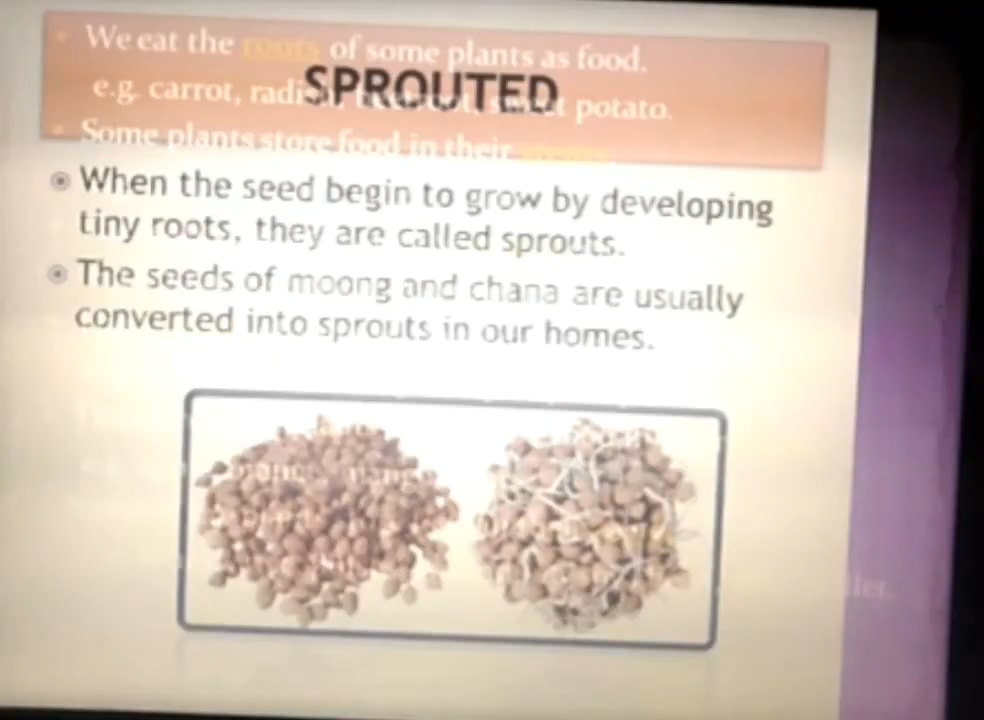 We eat the roots of some plants as food.
SPROUTED
e.g. carrot, potato.
Some plants store food in their
When the seed begin to grow by developing
tiny roots, they are called sprouts.
The seeds of moong and chana are usually
converted into sprouts in our homes.